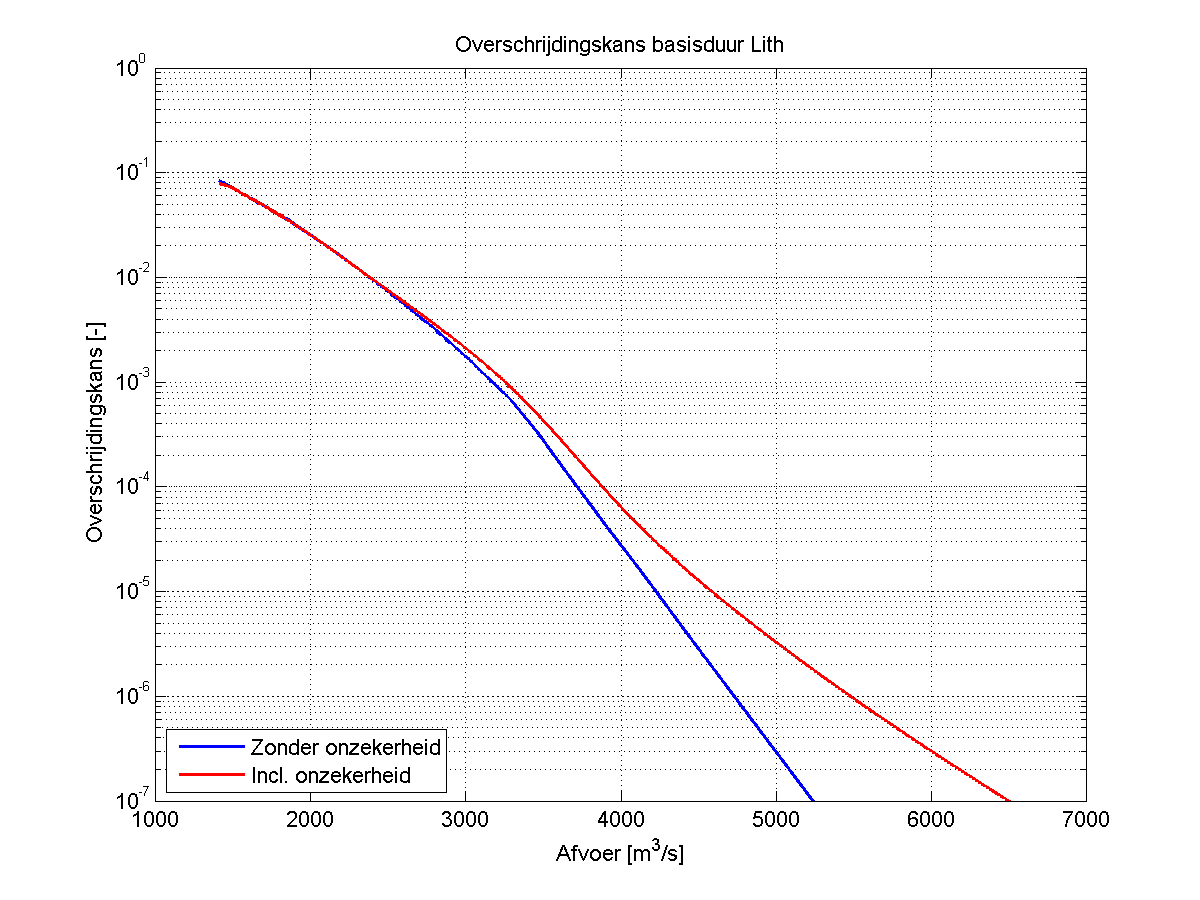 Overschrijdingskans basisduur Lith
10^0
10^-1
10^-2
10^-3
10^-4
10^-5
10^-6
10^-7
Overschrijdingskans [-]
Zonder onzekerheid
Incl. onzekerheid
1000 2000 3000 4000 5000 6000 7000
Afvoer [m^3/s]